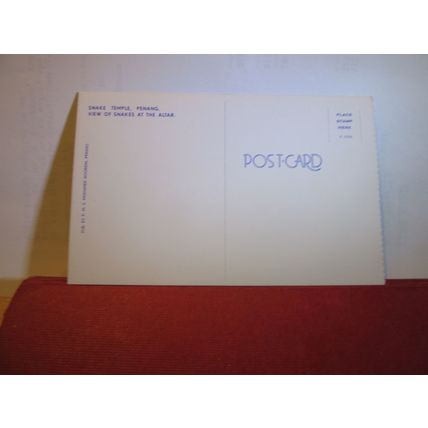 SNAKE TEMPLE, PENANG.
VIEW OF SNAKES AT THE ALTAR.
PLACE
STAMP
HERE
POST-CARD